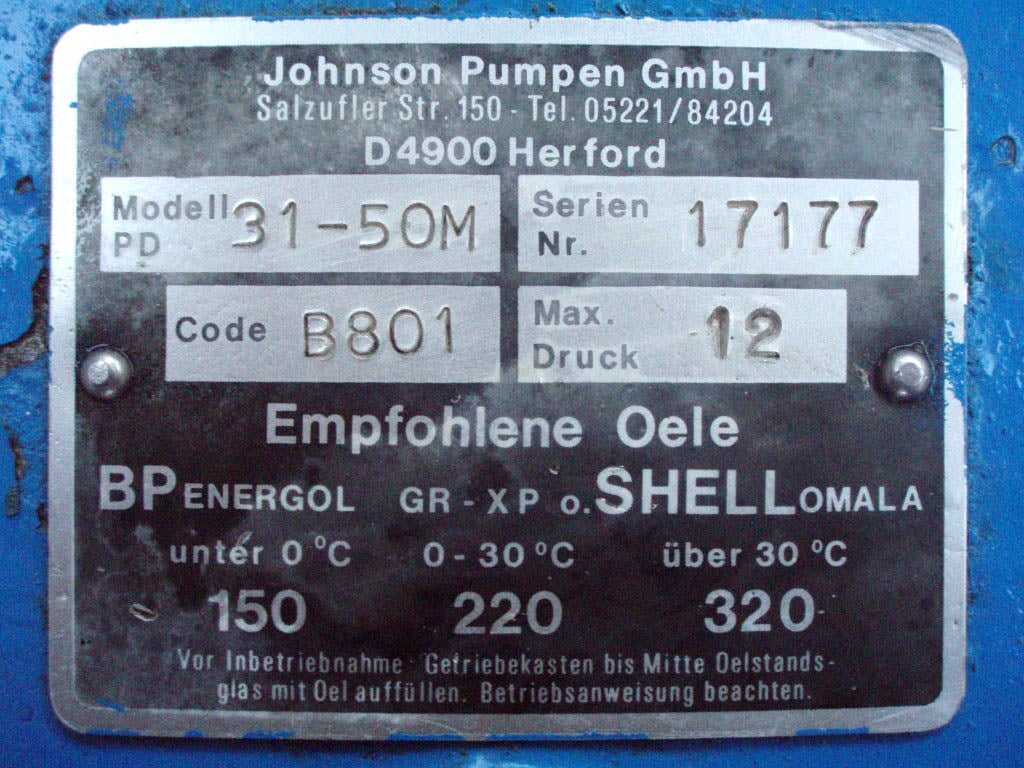 Johnson Pumpen GmbH
Salzufler Str. 150 - Tel. 05221/84204
D4900 Herford
Modell PD 31-50M
Serien Nr. 17177
Code B801
Max. Druck 12
Empfohlene Oele
BP ENERGOL GR - XP o. SHELL OMALA
unter 0 °C 0 - 30 °C über 30 °C
150 220 320
Vor Inbetriebnahme Getriebekasten bis Mitte Oelstands-
glas mit Oel auffüllen. Betriebsanweisung beachten.